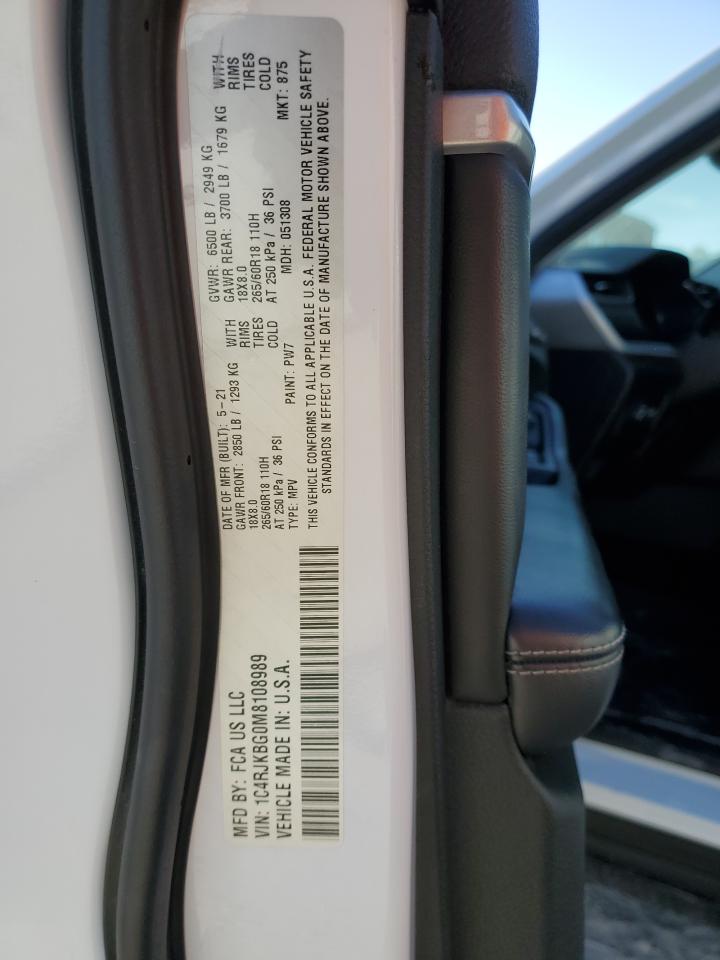 MFD BY: FCA US LLC
VIN: 1C4RJKBG0M8108989
VEHICLE MADE IN: U.S.A.
DATE OF MFR (BUILT): 5-21
GVWR: 6500 LB / 2949 KG
GAWR FRONT: 2850 LB / 1293 KG WITH
GAWR REAR: 3700 LB / 1679 KG WITH
18X8.0 RIMS
18X8.0 RIMS
265/60R18 110H TIRES
265/60R18 110H TIRES
AT 250 kPa / 36 PSI COLD
AT 250 kPa / 36 PSI COLD
TYPE: MPV PAINT: PW7 MDH: 051308 MKT: 875
THIS VEHICLE CONFORMS TO ALL APPLICABLE U.S.A. FEDERAL MOTOR VEHICLE SAFETY
STANDARDS IN EFFECT ON THE DATE OF MANUFACTURE SHOWN ABOVE.